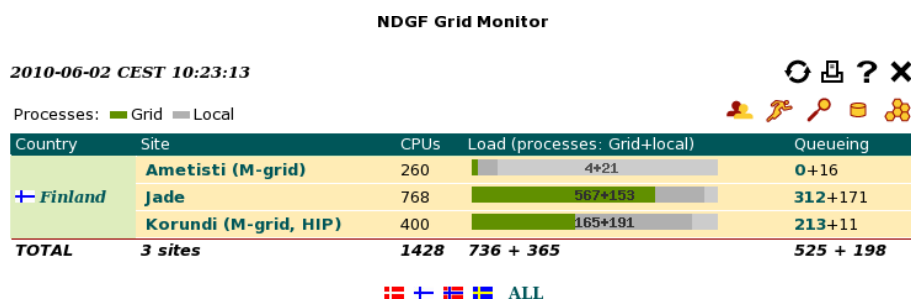 NDGF Grid Monitor
2010-06-02 CEST 10:23:13
Processes: Grid Local
Country Site CPUs Load (processes: Grid+local) Queueing
Ametisti (M-grid) 260 4+21 0+16
Finland Jade 768 567+153 312+171
Korundi (M-grid, HIP) 400 165+191 213+11
TOTAL 3 sites 1428 736 + 365 525 + 198
ALL